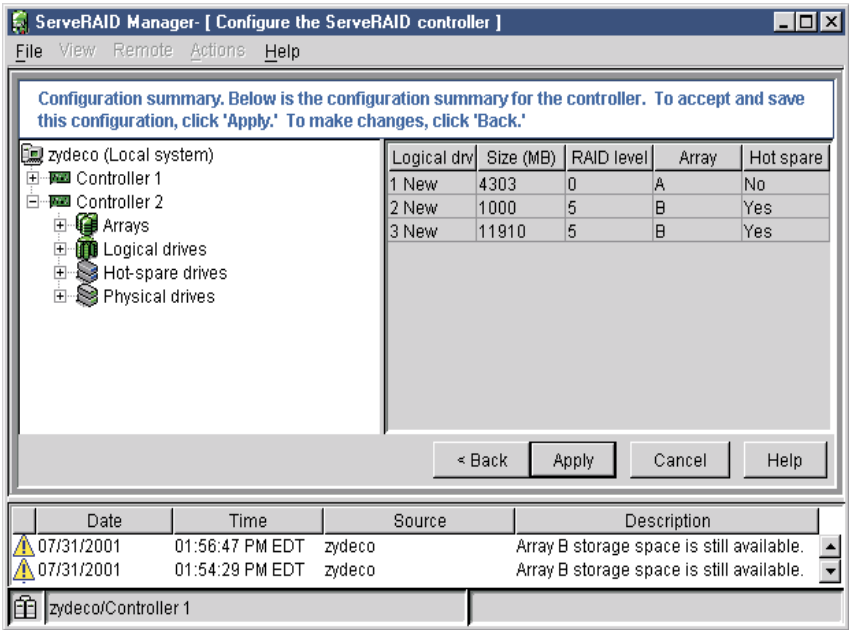 ServeRAID Manager- [ Configure the ServeRAID controller ]
File View Remote Actions Help
Configuration summary. Below is the configuration summary for the controller. To accept and save
this configuration, click 'Apply.' To make changes, click 'Back.'
zydeco (Local system)
Controller 1
Controller 2
Arrays
Logical drives
Hot-spare drives
Physical drives
Logical drv Size (MB) RAID level Array Hot spare
1 New 4303 0 A No
2 New 1000 5 B Yes
3 New 11910 5 B Yes
< Back Apply Cancel Help
Date Time Source Description
07/31/2001 01:56:47 PM EDT zydeco Array B storage space is still available.
07/31/2001 01:54:29 PM EDT zydeco Array B storage space is still available.
zydeco/Controller 1